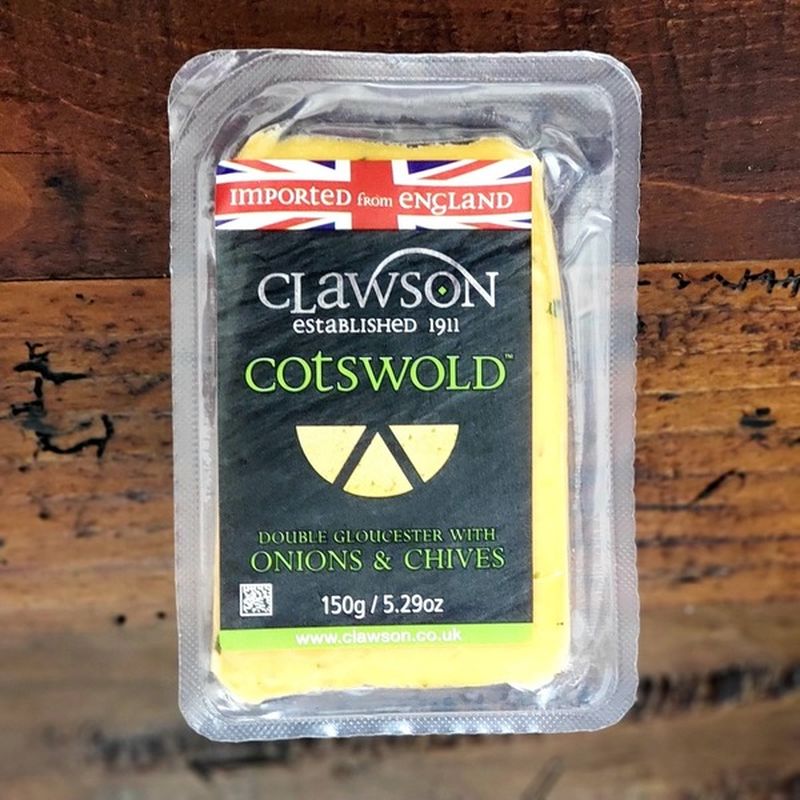 IMPORTED from ENGLAND
CLAWSON
ESTABLISHED 1911
COTSWOLD™
DOUBLE GLOUCESTER WITH
ONIONS & CHIVES
150g / 5.29oz
www.clawson.co.uk